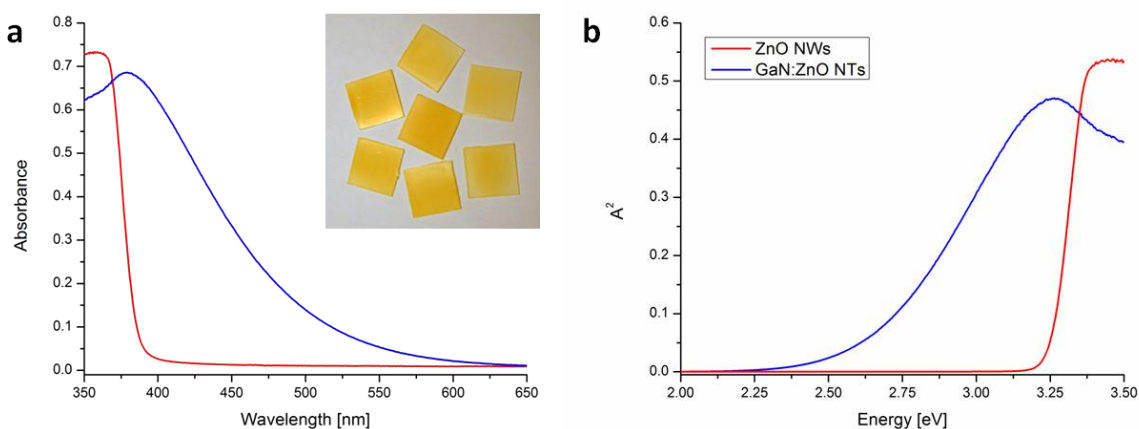 a
0.8
0.7
0.6
0.5
0.4
0.3
0.2
0.1
0.0
Absorbance
350 400 450 500 550 600 650
Wavelength [nm]
b
ZnO NWs
GaN:ZnO NTs
0.6
0.5
0.4
0.3
0.2
0.1
0.0
A²
2.00 2.25 2.50 2.75 3.00 3.25 3.50
Energy [eV]